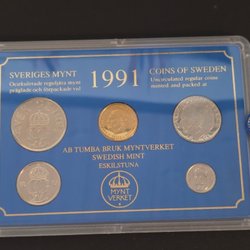 SVERIGES MYNT
Ocirkulerade reguljära mynt
präglade och förpackade vid
1991
COINS OF SWEDEN
Uncirculated regular coins
minted and packed at
AB TUMBA BRUK MYNTVERKET
SWEDISH MINT
ESKILSTUNA
MYNT
VERKET